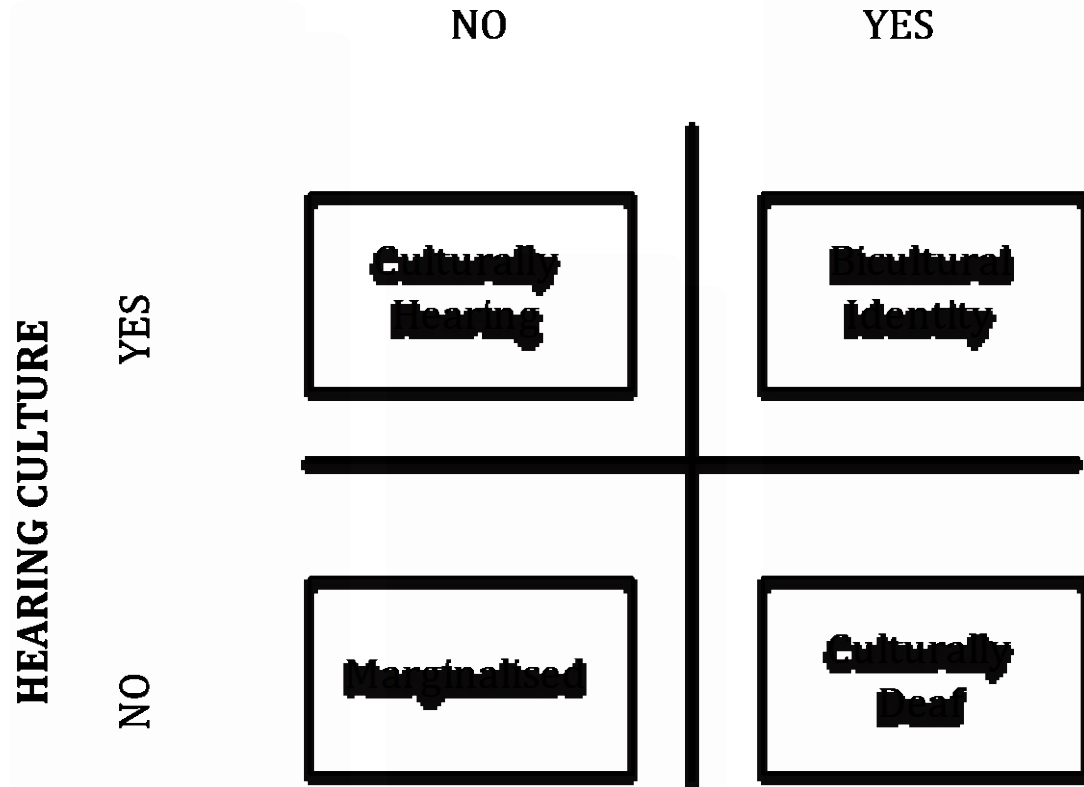 NO
YES
HEARING CULTURE
YES
Culturally
Hearing
Bicultural
Identity
NO
Marginalised
Culturally
Deaf